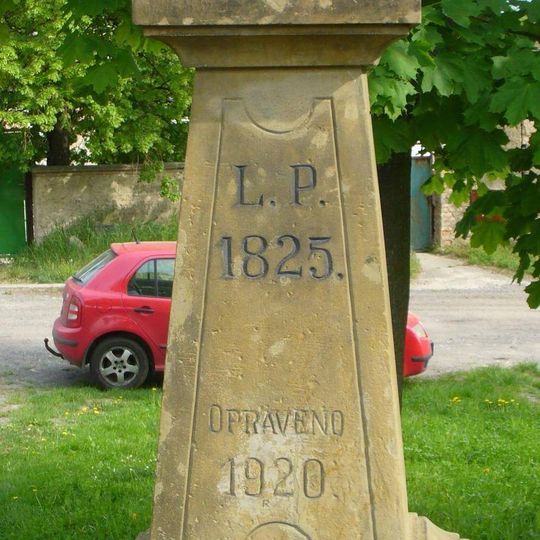 L. P.
1825.
OPRAVENO
1920.
R